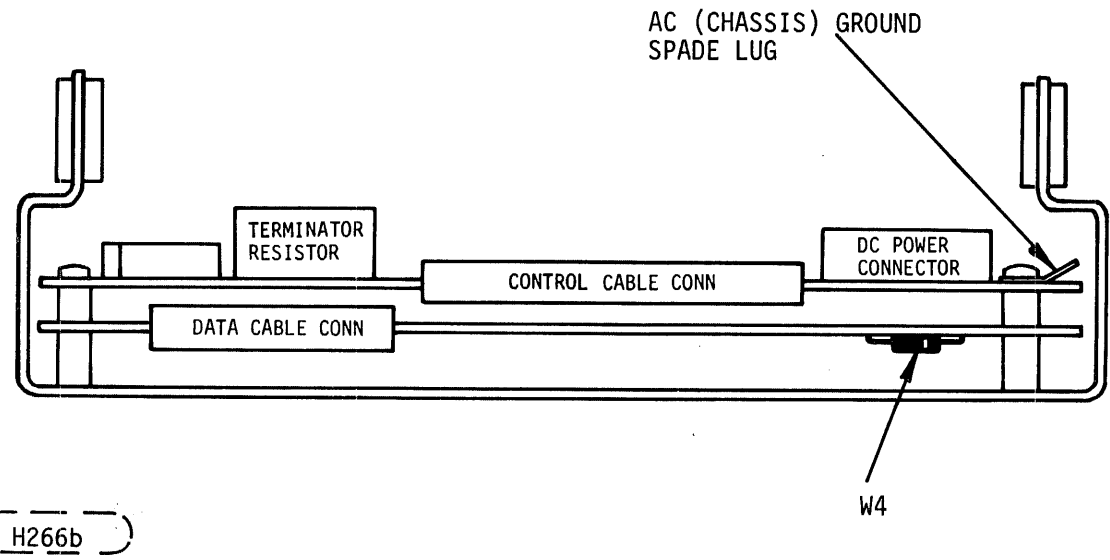 AC (CHASSIS) GROUND
SPADE LUG
TERMINATOR
RESISTOR
DC POWER
CONNECTOR
CONTROL CABLE CONN
DATA CABLE CONN
W4
H266b